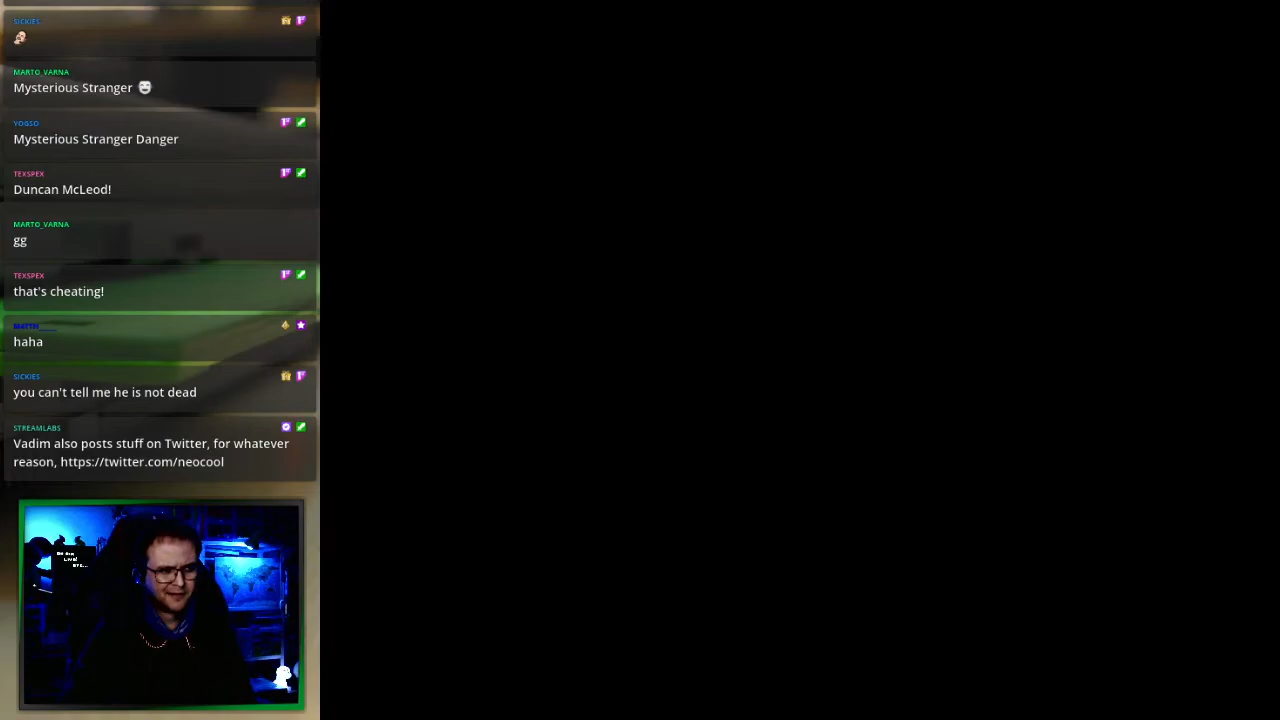 SICKIES
MARTO_VARNA
Mysterious Stranger
YOGSO
Mysterious Stranger Danger
TEXSPEX
Duncan McLeod!
MARTO_VARNA
gg
TEXSPEX
that's cheating!
haha
SICKIES
you can't tell me he is not dead
STREAMLABS
Vadim also posts stuff on Twitter, for whatever
reason, https://twitter.com/neocool